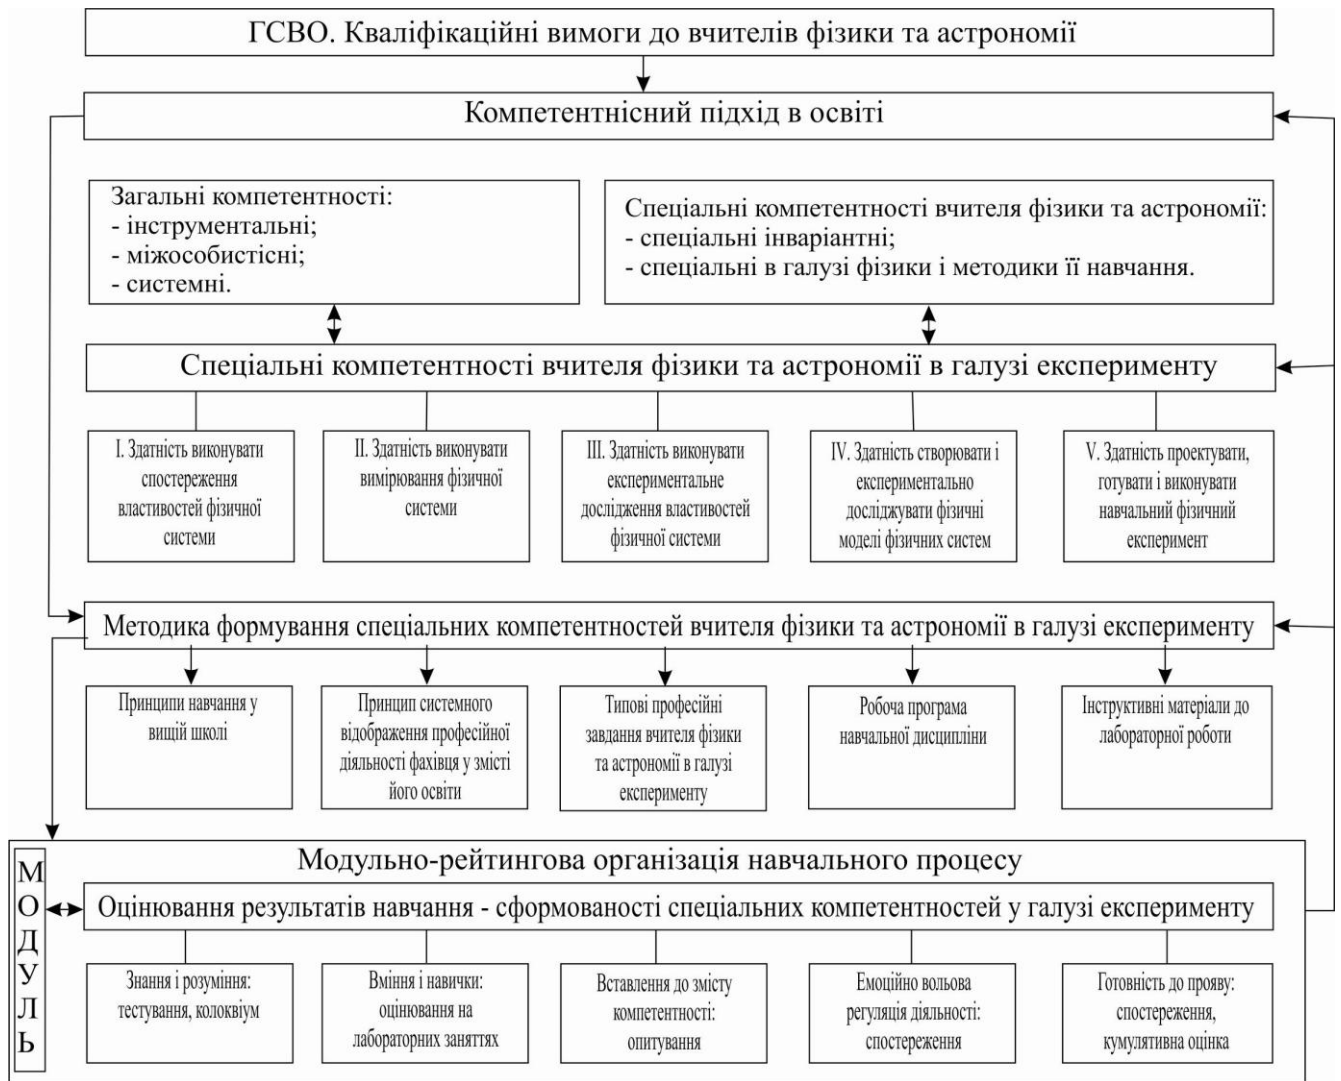 ГСВО. Кваліфікаційні вимоги до вчителів фізики та астрономії
Компетентнісний підхід в освіті
Загальні компетентності:
- інструментальні;
- міжособистісні;
- системні.
Спеціальні компетентності вчителя фізики та астрономії:
- спеціальні інваріантні;
- спеціальні в галузі фізики і методики її навчання.
Спеціальні компетентності вчителя фізики та астрономії в галузі експерименту
I. Здатність виконувати
спостереження
властивостей фізичної
системи
II. Здатність виконувати
вимірювання фізичної
системи
III. Здатність виконувати
експериментальне
дослідження властивостей
фізичної системи
IV. Здатність створювати і
експериментально
досліджувати фізичні
моделі фізичних систем
V. Здатність проектувати,
готувати і виконувати
навчальний фізичний
експеримент
Методика формування спеціальних компетентностей вчителя фізики та астрономії в галузі експерименту
Принципи навчання у
вищій школі
Принцип системного
відображення професійної
діяльності фахівця у змісті
його освіти
Типові професійні
завдання вчителя фізики
та астрономії в галузі
експерименту
Робоча програма
навчальної дисципліни
Інструктивні матеріали до
лабораторної роботи
МОДУЛЬ
Модульно-рейтингова організація навчального процесу
Оцінювання результатів навчання - сформованості спеціальних компетентностей у галузі експерименту
Знання і розуміння:
тестування, колоквіум
Вміння і навички:
оцінювання на
лабораторних заняттях
Вставлення до змісту
компетентності:
опитування
Емоційно вольова
регуляція діяльності:
спостереження
Готовність до прояву:
спостереження,
кумулятивна оцінка